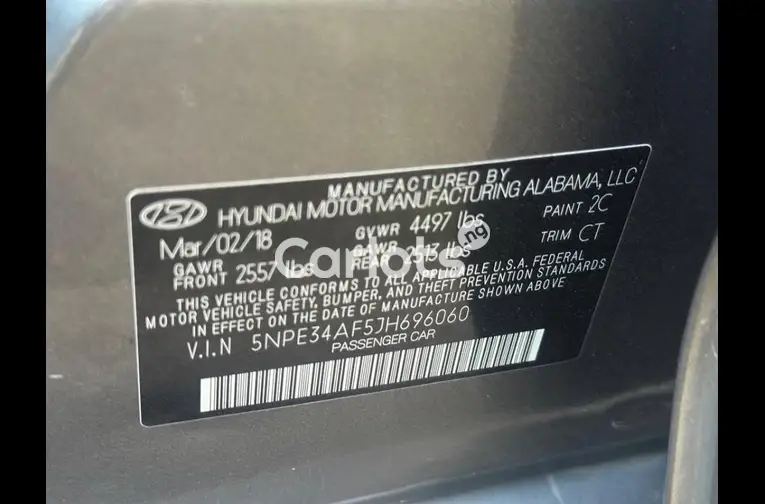 MANUFACTURED BY
HYUNDAI MOTOR MANUFACTURING ALABAMA, LLC
Mar/02/18 GVWR 4497 lbs PAINT 2C
GAWR FRONT 2557 lbs GAWR REAR 2513 lbs TRIM CT
THIS VEHICLE CONFORMS TO ALL APPLICABLE U.S.A. FEDERAL
MOTOR VEHICLE SAFETY, BUMPER, AND THEFT PREVENTION STANDARDS
IN EFFECT ON THE DATE OF MANUFACTURE SHOWN ABOVE
V.I.N 5NPE34AF5JH696060
PASSENGER CAR
Carlots.ng